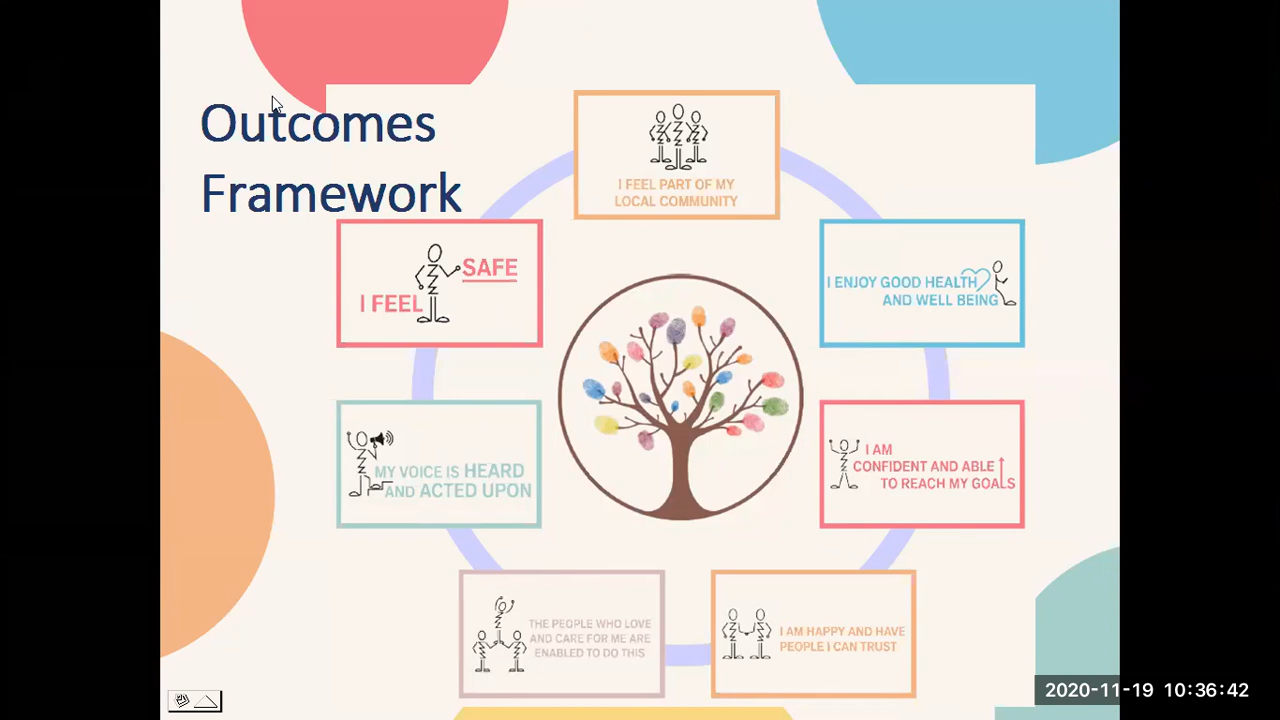 Outcomes
Framework
I FEEL PART OF MY
LOCAL COMMUNITY
I ENJOY GOOD HEALTH
AND WELL BEING
I AM
CONFIDENT AND ABLE
TO REACH MY GOALS
I AM HAPPY AND HAVE
PEOPLE I CAN TRUST
THE PEOPLE WHO LOVE
AND CARE FOR ME ARE
ENABLED TO DO THIS
MY VOICE IS HEARD
AND ACTED UPON
I FEEL SAFE
2020-11-19 10:36:42